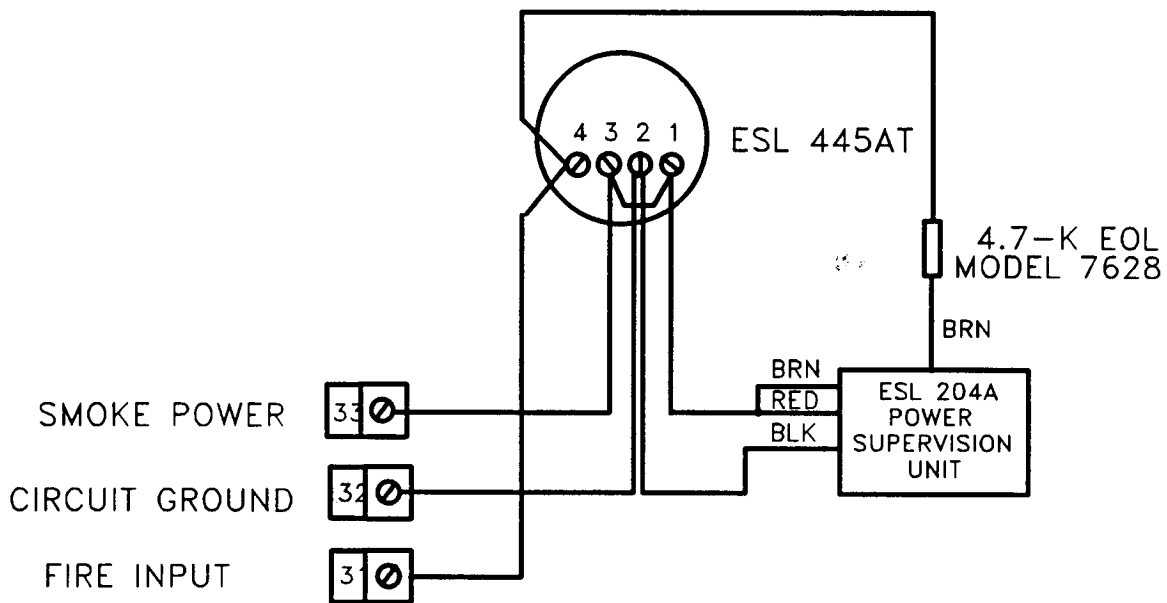 4 3 2 1
ESL 445AT
4.7-K EOL
MODEL 7628
BRN
BRN
RED
BLK
ESL 204A
POWER
SUPERVISION
UNIT
SMOKE POWER
33
CIRCUIT GROUND
32
FIRE INPUT
31